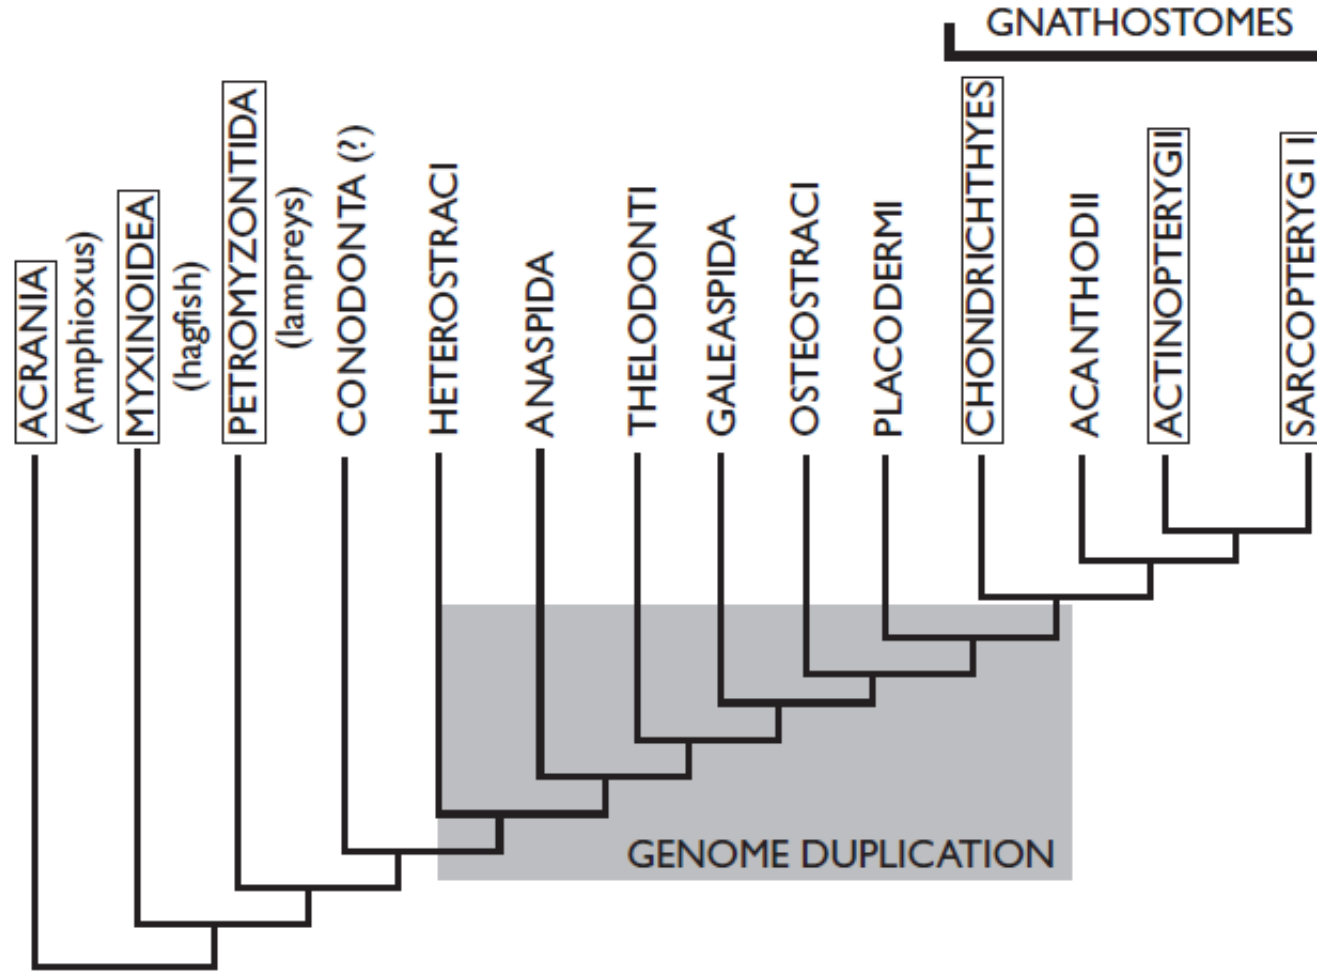 GNATHOSTOMES
ACRANIA
(Amphioxus)
MYXINOIDEA
(hagfish)
PETROMYZONTIDA
(lampreys)
CONODONTA (?)
HETEROSTRACI
ANASPIDA
THELODONTI
GALEASPIDA
OSTEOSTRACI
PLACODERMI
CHONDRICHTHYES
ACANTHODII
ACTINOPTERYGII
SARCOPTERYGI I
GENOME DUPLICATION